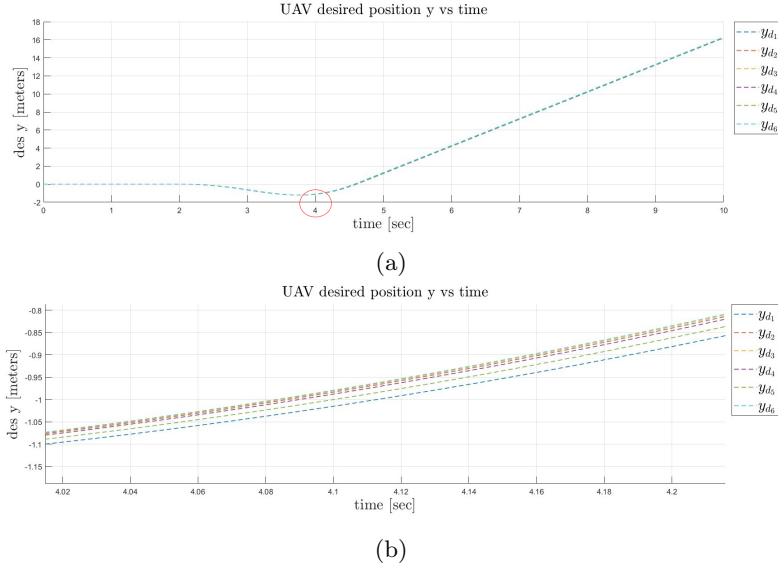 UAV desired position y vs time
18
16
14
12
10
8
6
4
2
0
-2
des y [meters]
0 1 2 3 4 5 6 7 8 9 10
time [sec]
y_{d_1}
y_{d_2}
y_{d_3}
y_{d_4}
y_{d_5}
y_{d_6}
(a)
UAV desired position y vs time
-0.8
-0.85
-0.9
-0.95
-1
-1.05
-1.1
-1.15
des y [meters]
4.02 4.04 4.06 4.08 4.1 4.12 4.14 4.16 4.18 4.2
time [sec]
y_{d_1}
y_{d_2}
y_{d_3}
y_{d_4}
y_{d_5}
y_{d_6}
(b)